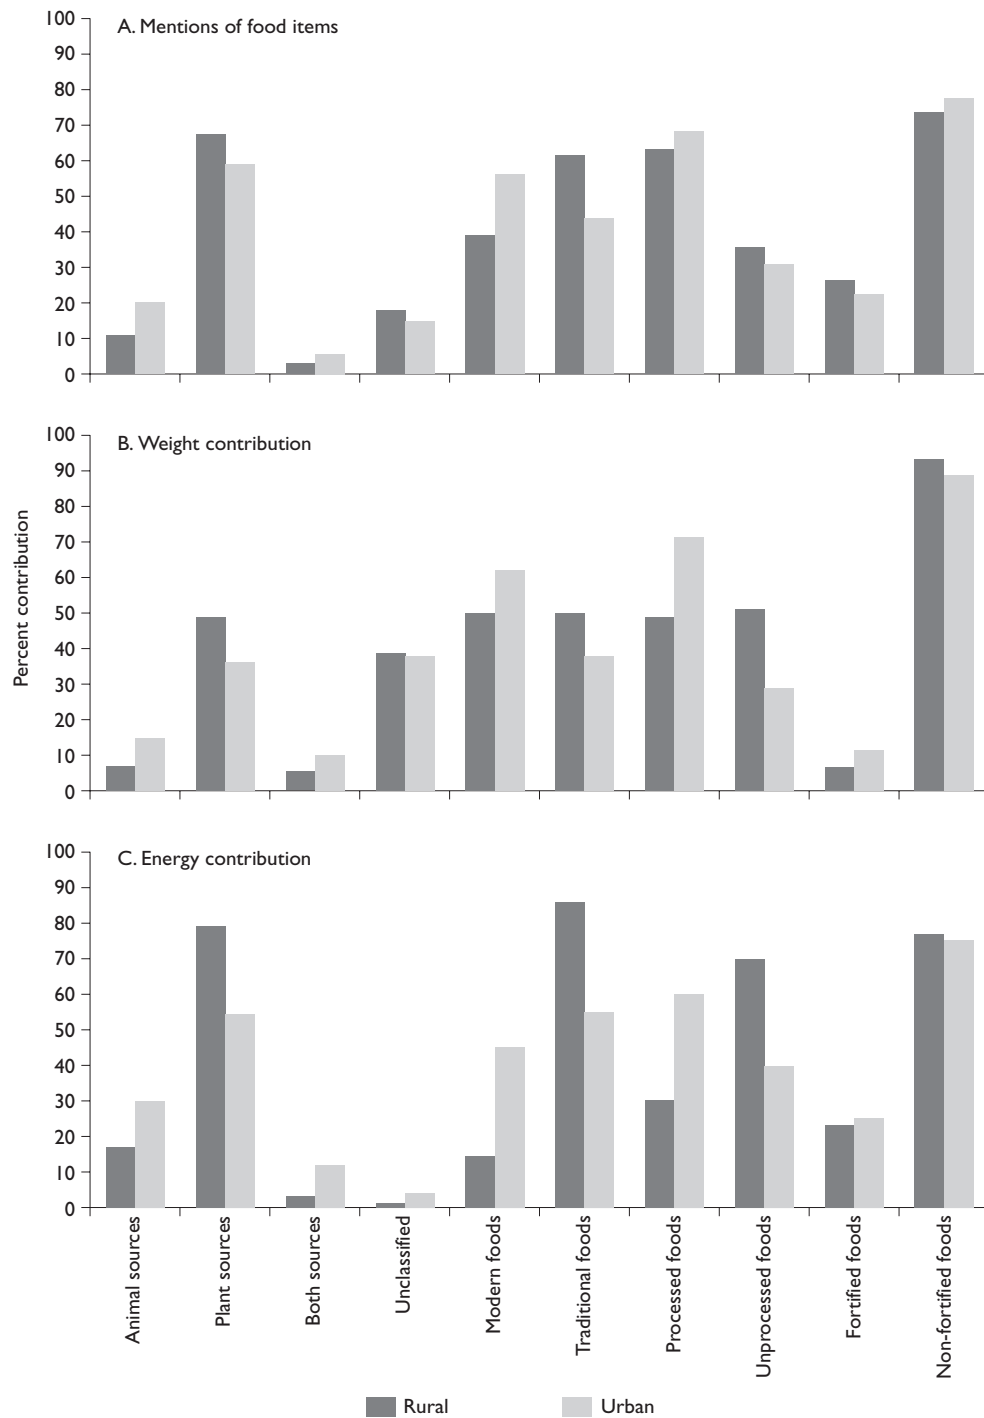 A. Mentions of food items
100
90
80
70
60
50
40
30
20
10
0
B. Weight contribution
100
90
80
70
60
50
40
30
20
10
0
Percent contribution
C. Energy contribution
100
90
80
70
60
50
40
30
20
10
0
Animal sources
Plant sources
Both sources
Unclassified
Modern foods
Traditional foods
Processed foods
Unprocessed foods
Fortified foods
Non-fortified foods
Rural
Urban